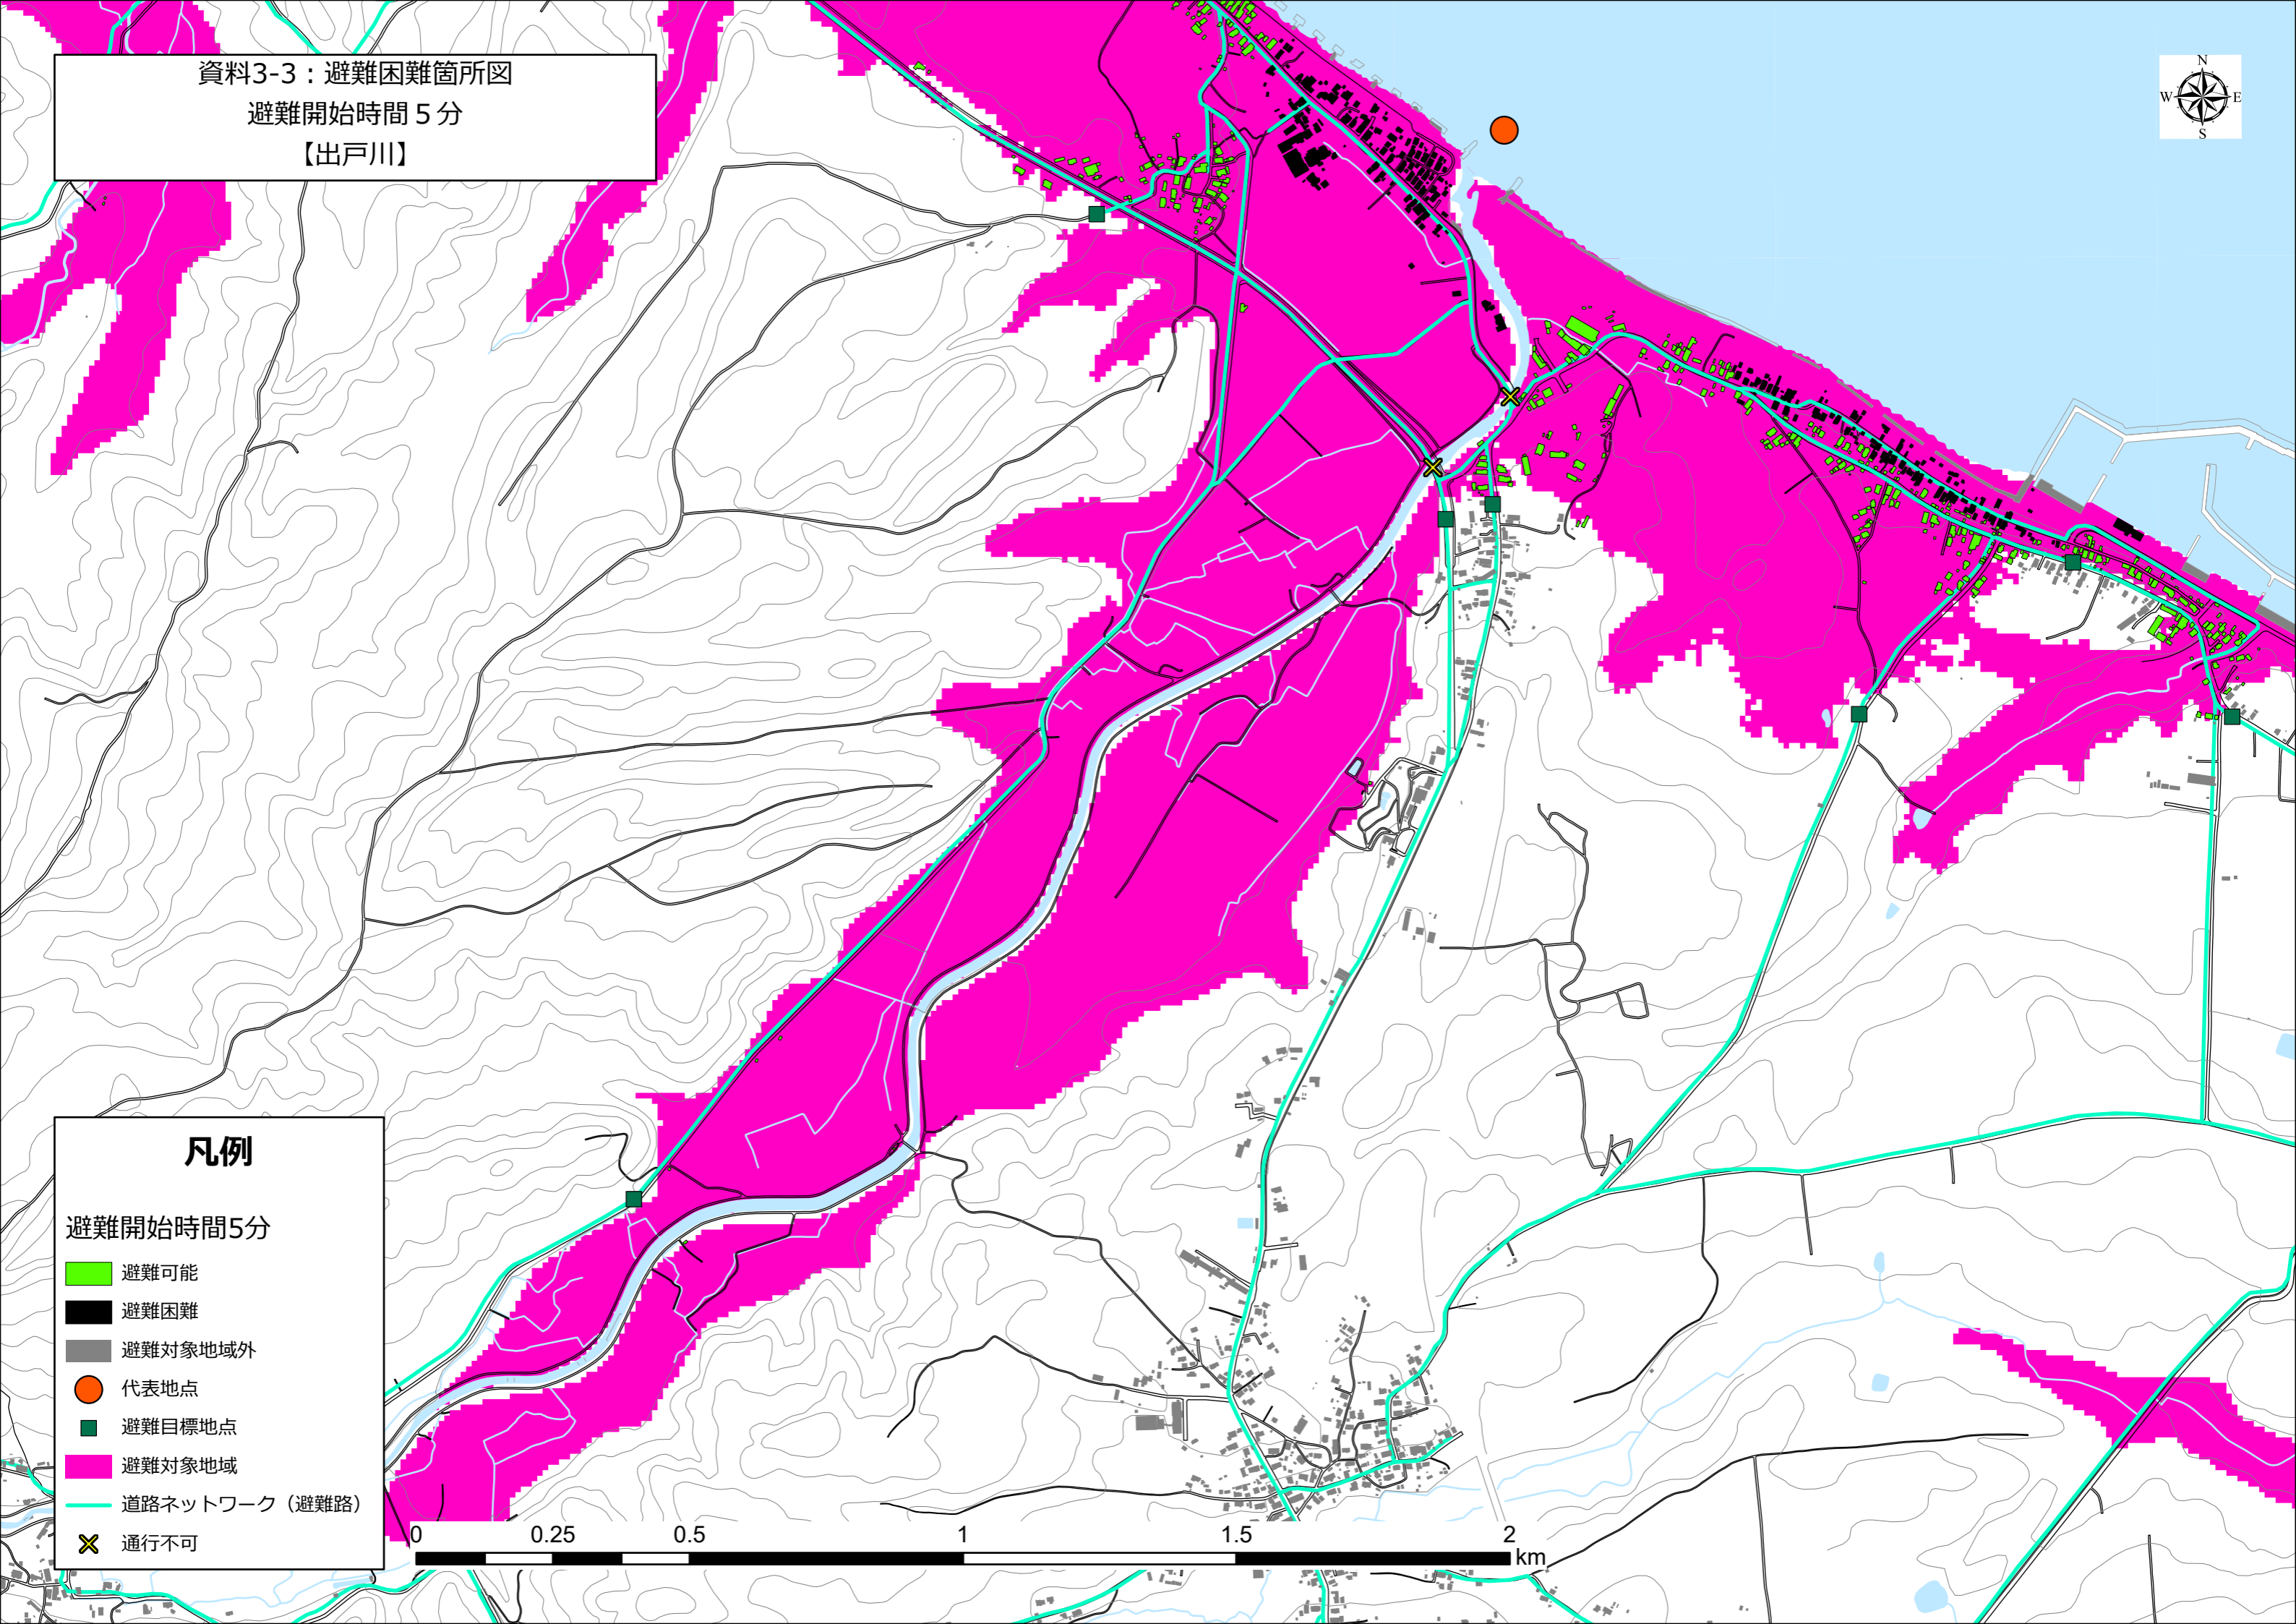 資料3-3：避難困難箇所図
避難開始時間５分
【出戸川】
N
W E
S
凡例
避難開始時間5分
避難可能
避難困難
避難対象地域外
代表地点
避難目標地点
避難対象地域
道路ネットワーク（避難路）
通行不可
0 0.25 0.5 1 1.5 2
km